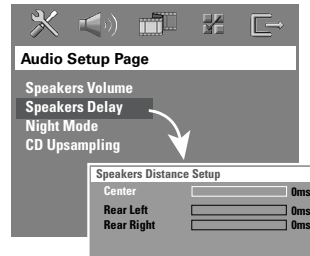 Audio Setup Page
Speakers Volume
Speakers Delay
Night Mode
CD Upsampling
Speakers Distance Setup
Center 0ms
Rear Left 0ms
Rear Right 0ms